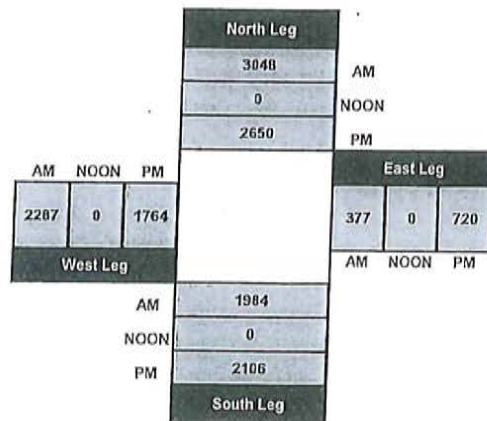 North Leg
3048 AM
0 NOON
2650 PM
AM NOON PM
East Leg
2287 0 1764
377 0 720
West Leg
AM NOON PM
AM 1984
NOON 0
PM 2106
South Leg